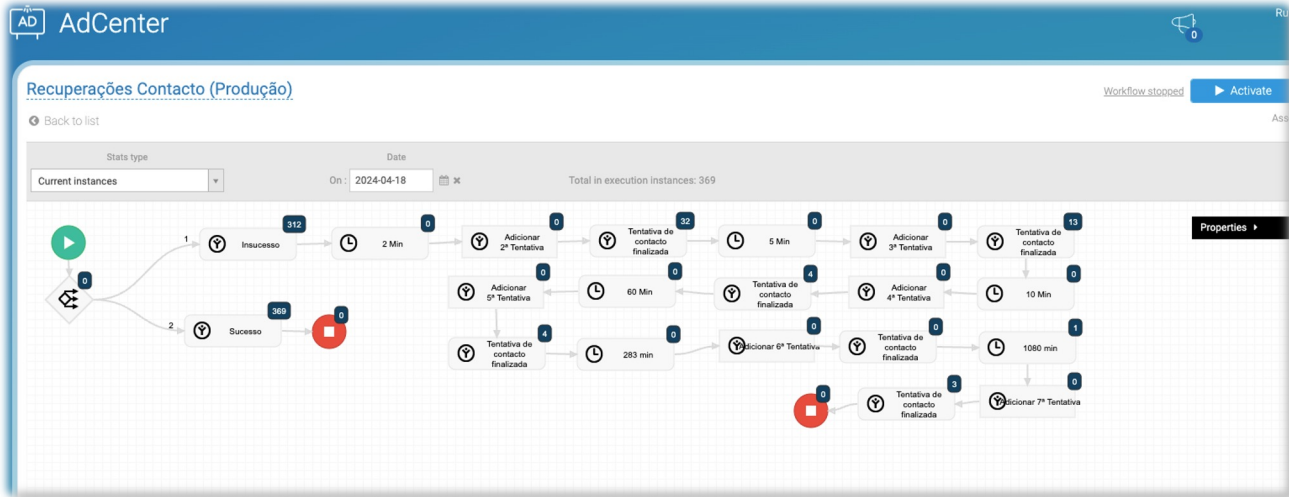 AD AdCenter
Ru
0
Recuperações Contacto (Produção)
Workflow stopped
Activate
Back to list
Ass
Stats type
Date
Current instances
On :
2024-04-18
Total in execution instances: 369
Properties
1
Insucesso
312
2 Min
0
Adicionar
2ª Tentativa
0
Tentativa de
contacto
finalizada
32
5 Min
0
Adicionar
3ª Tentativa
0
Tentativa de
contacto
finalizada
13
0
Adicionar
5ª Tentativa
0
60 Min
0
Tentativa de
contacto
finalizada
4
Adicionar
4ª Tentativa
0
10 Min
0
2
Sucesso
369
0
Tentativa de
contacto
finalizada
4
283 min
0
Adicionar 6ª Tentativa
0
Tentativa de
contacto
finalizada
0
1080 min
1
0
Tentativa de
contacto
finalizada
3
Adicionar 7ª Tentativa
0